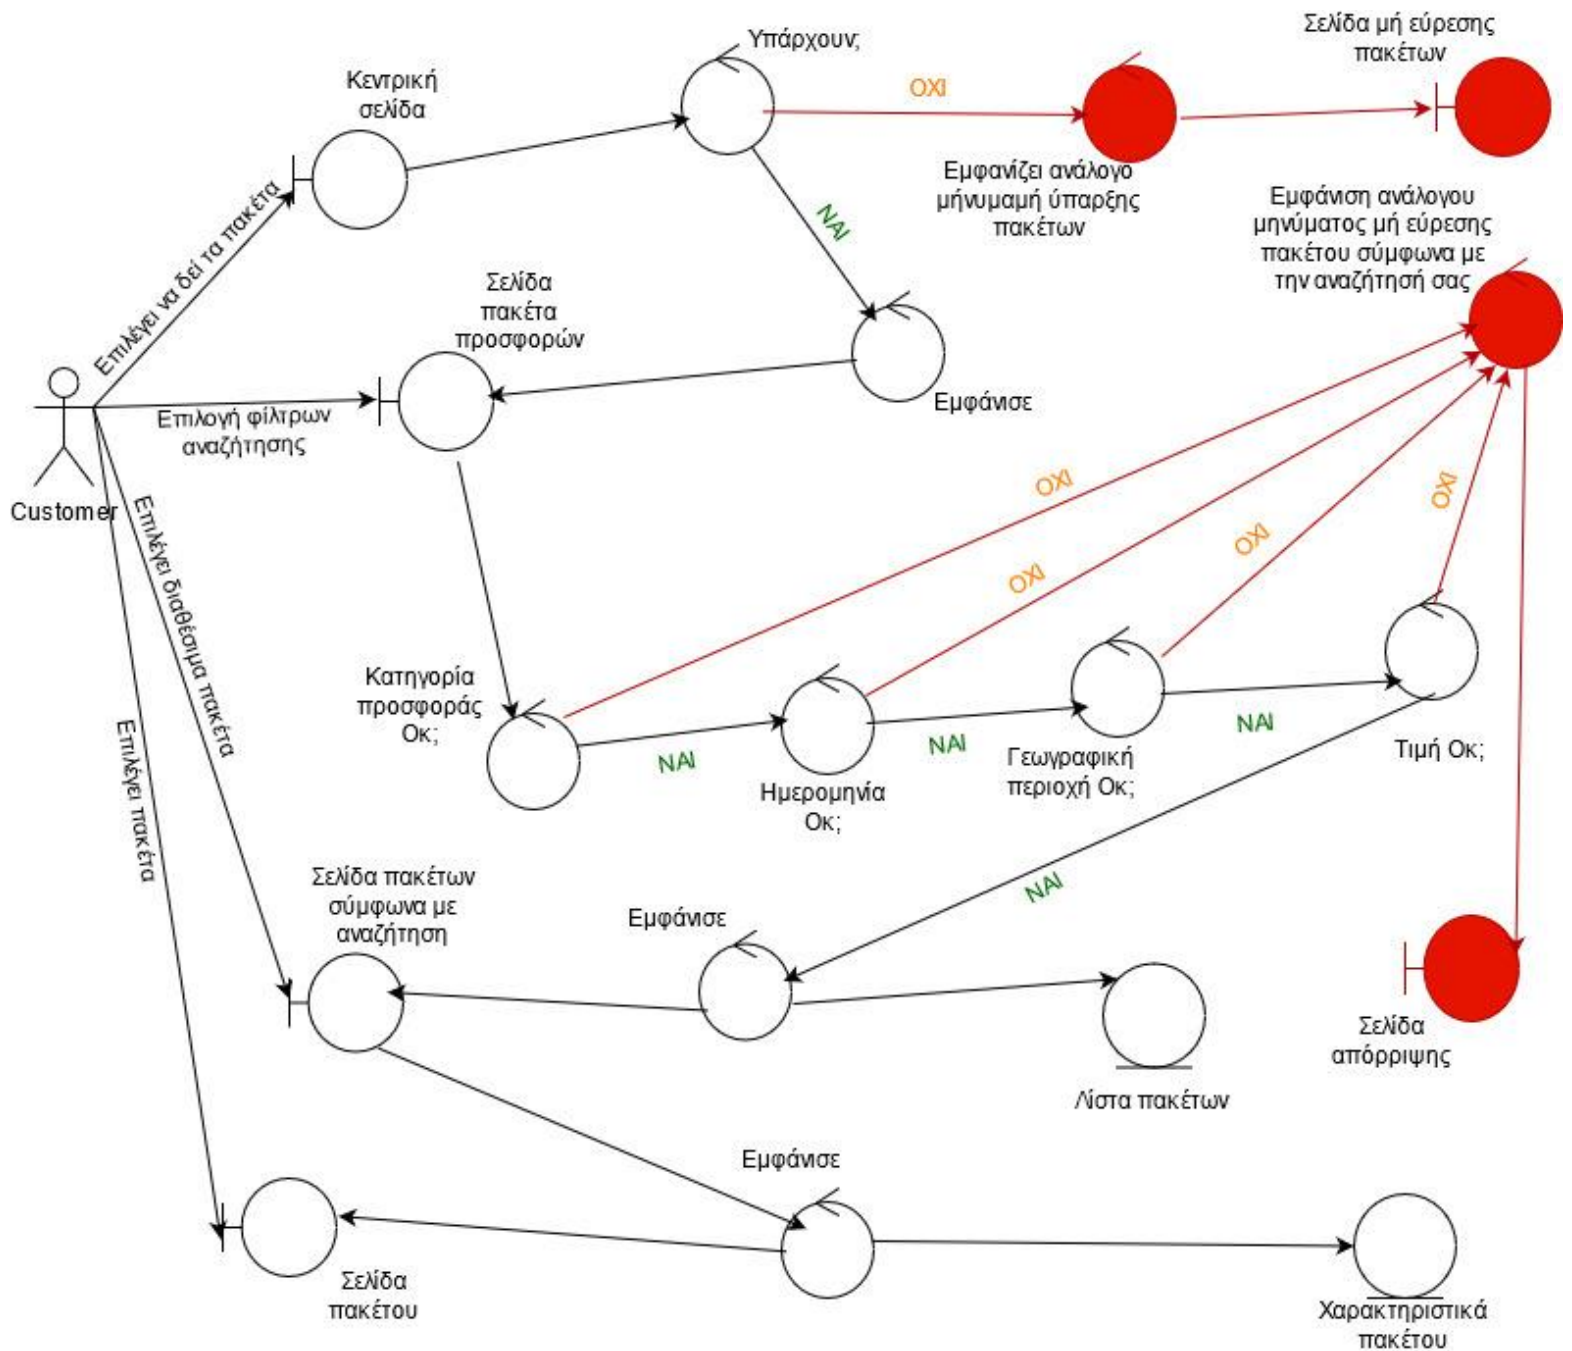 Σελίδα μή εύρεσης
πακέτων
Υπάρχουν;
Κεντρική
σελίδα
ΟΧΙ
Εμφανίζει ανάλογο
μήνυμαμή ύπαρξης
πακέτων
Εμφάνιση ανάλογου
μηνύματος μή εύρεσης
πακέτου σύμφωνα με
την αναζήτησή σας
Επιλέγει να δεί τα πακέτα
ΝΑΙ
Σελίδα
πακέτα
προσφορών
Εμφάνισε
Επιλογή φίλτρων
αναζήτησης
Customer
ΟΧΙ
ΟΧΙ
ΟΧΙ
ΟΧΙ
Επιλέγει διαθέσιμα πακέτα
Επιλέγει πακέτα
Κατηγορία
προσφοράς
Οκ;
ΝΑΙ
Ημερομηνία
Οκ;
ΝΑΙ
Γεωγραφική
περιοχή Οκ;
ΝΑΙ
Τιμή Οκ;
ΝΑΙ
Σελίδα πακέτων
σύμφωνα με
αναζήτηση
Εμφάνισε
Λίστα πακέτων
Σελίδα
απόρριψης
Εμφάνισε
Σελίδα
πακέτου
Χαρακτηριστικά
πακέτου